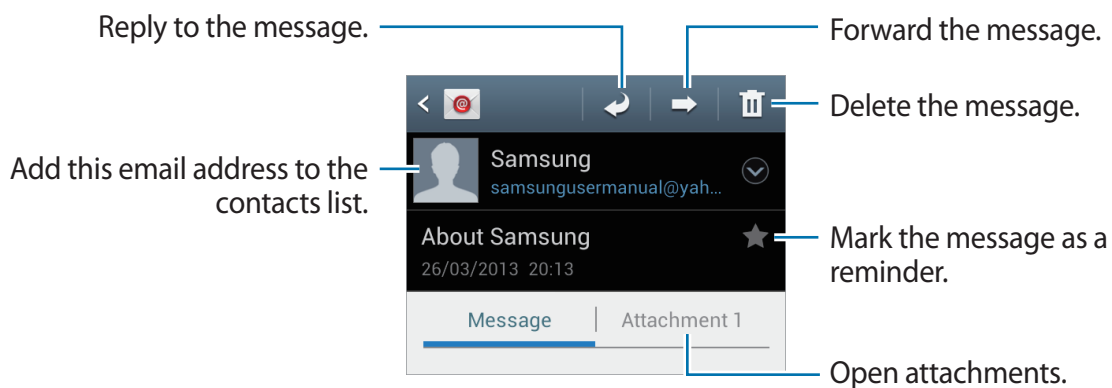 Reply to the message.
Forward the message.
Delete the message.
@
Samsung
samsungusermanual@yah...
Add this email address to the
contacts list.
About Samsung
26/03/2013 20:13
Mark the message as a
reminder.
Message
Attachment 1
Open attachments.